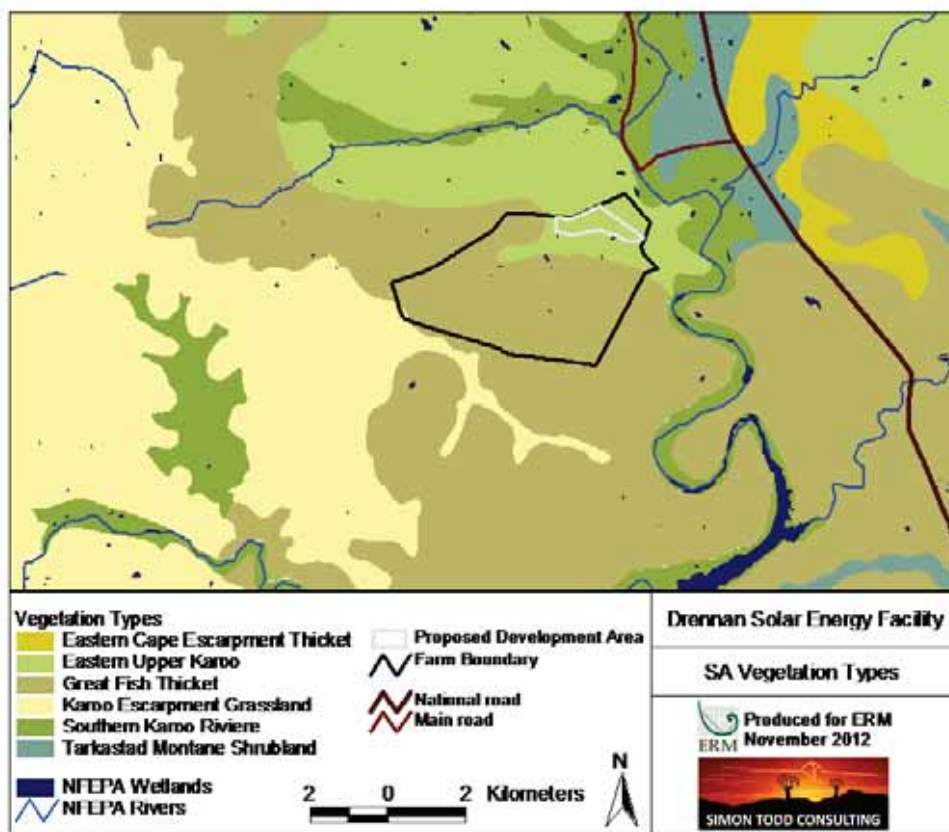 Vegetation Types
Eastern Cape Escarpment Thicket
Eastern Upper Karoo
Great Fish Thicket
Karoo Escarpment Grassland
Southern Karoo Riviere
Tarkastad Montane Shrubland
NFEPA Wetlands
NFEPA Rivers
Proposed Development Area
Farm Boundary
National road
Main road
2 0 2 Kilometers
N
Drennan Solar Energy Facility
SA Vegetation Types
ERM
Produced for ERM
November 2012
SIMON TODD CONSULTING